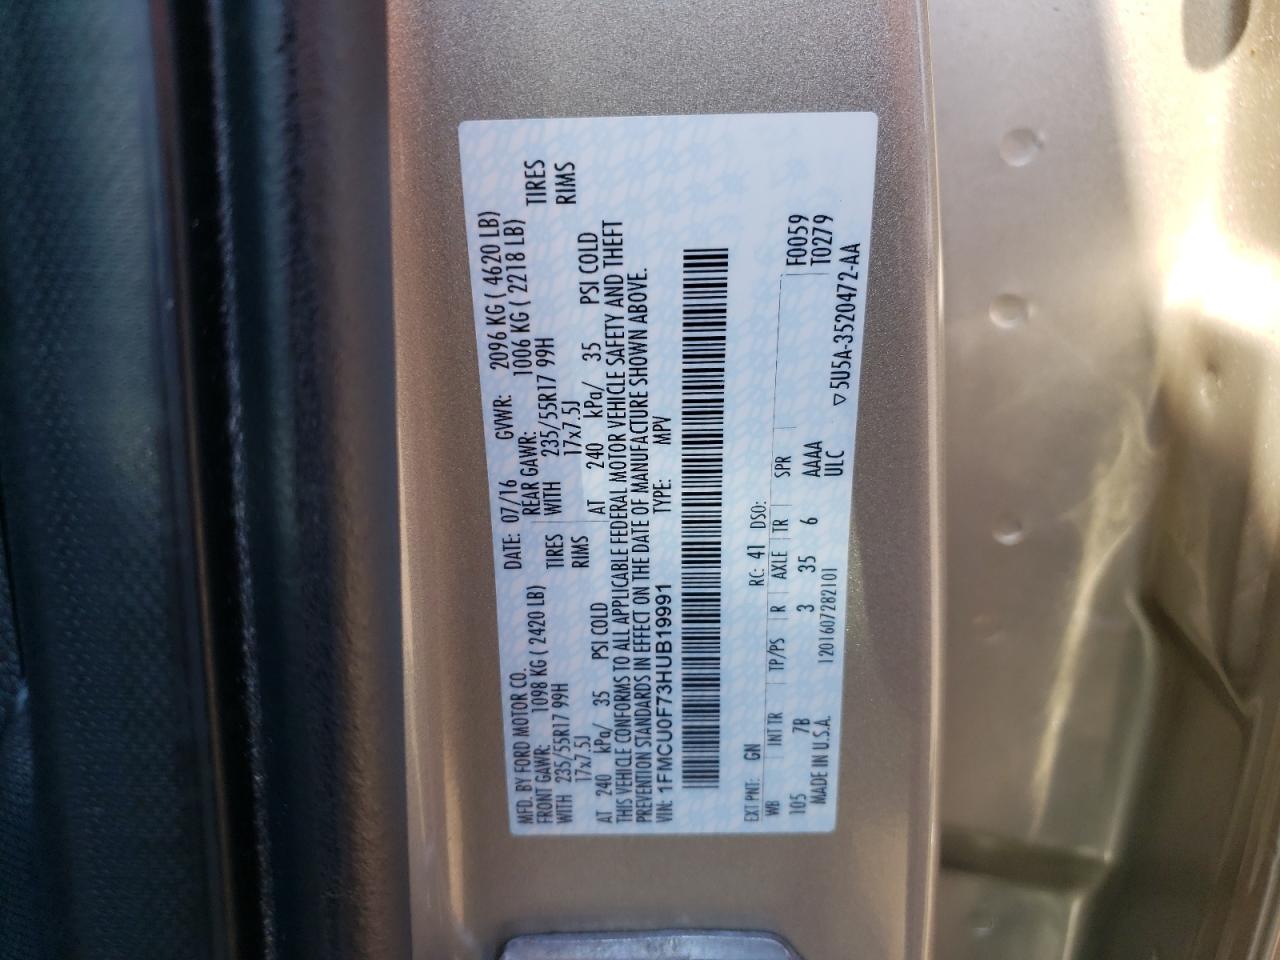 MFD. BY FORD MOTOR CO. DATE: 07/16 GVWR: 2096 KG ( 4620 LB)
FRONT GAWR: 1098 KG ( 2420 LB) REAR GAWR: 1006 KG ( 2218 LB)
WITH 235/55R17 99H TIRES WITH 235/55R17 99H TIRES
17x7.5J RIMS 17x7.5J RIMS
AT 240 kPa/ 35 PSI COLD AT 240 kPa/ 35 PSI COLD
THIS VEHICLE CONFORMS TO ALL APPLICABLE FEDERAL MOTOR VEHICLE SAFETY AND THEFT
PREVENTION STANDARDS IN EFFECT ON THE DATE OF MANUFACTURE SHOWN ABOVE.
VIN: 1FMCU0F73HUB19991 TYPE: MPV
EXT PNT: GN RC: 41 DSO: F0059
WB INT TR TP/PS R AXLE TR SPR T0279
105 7B 3 35 6 AAAA
MADE IN U.S.A. 1201607282101 ULC ▽5U5A-3520472-AA